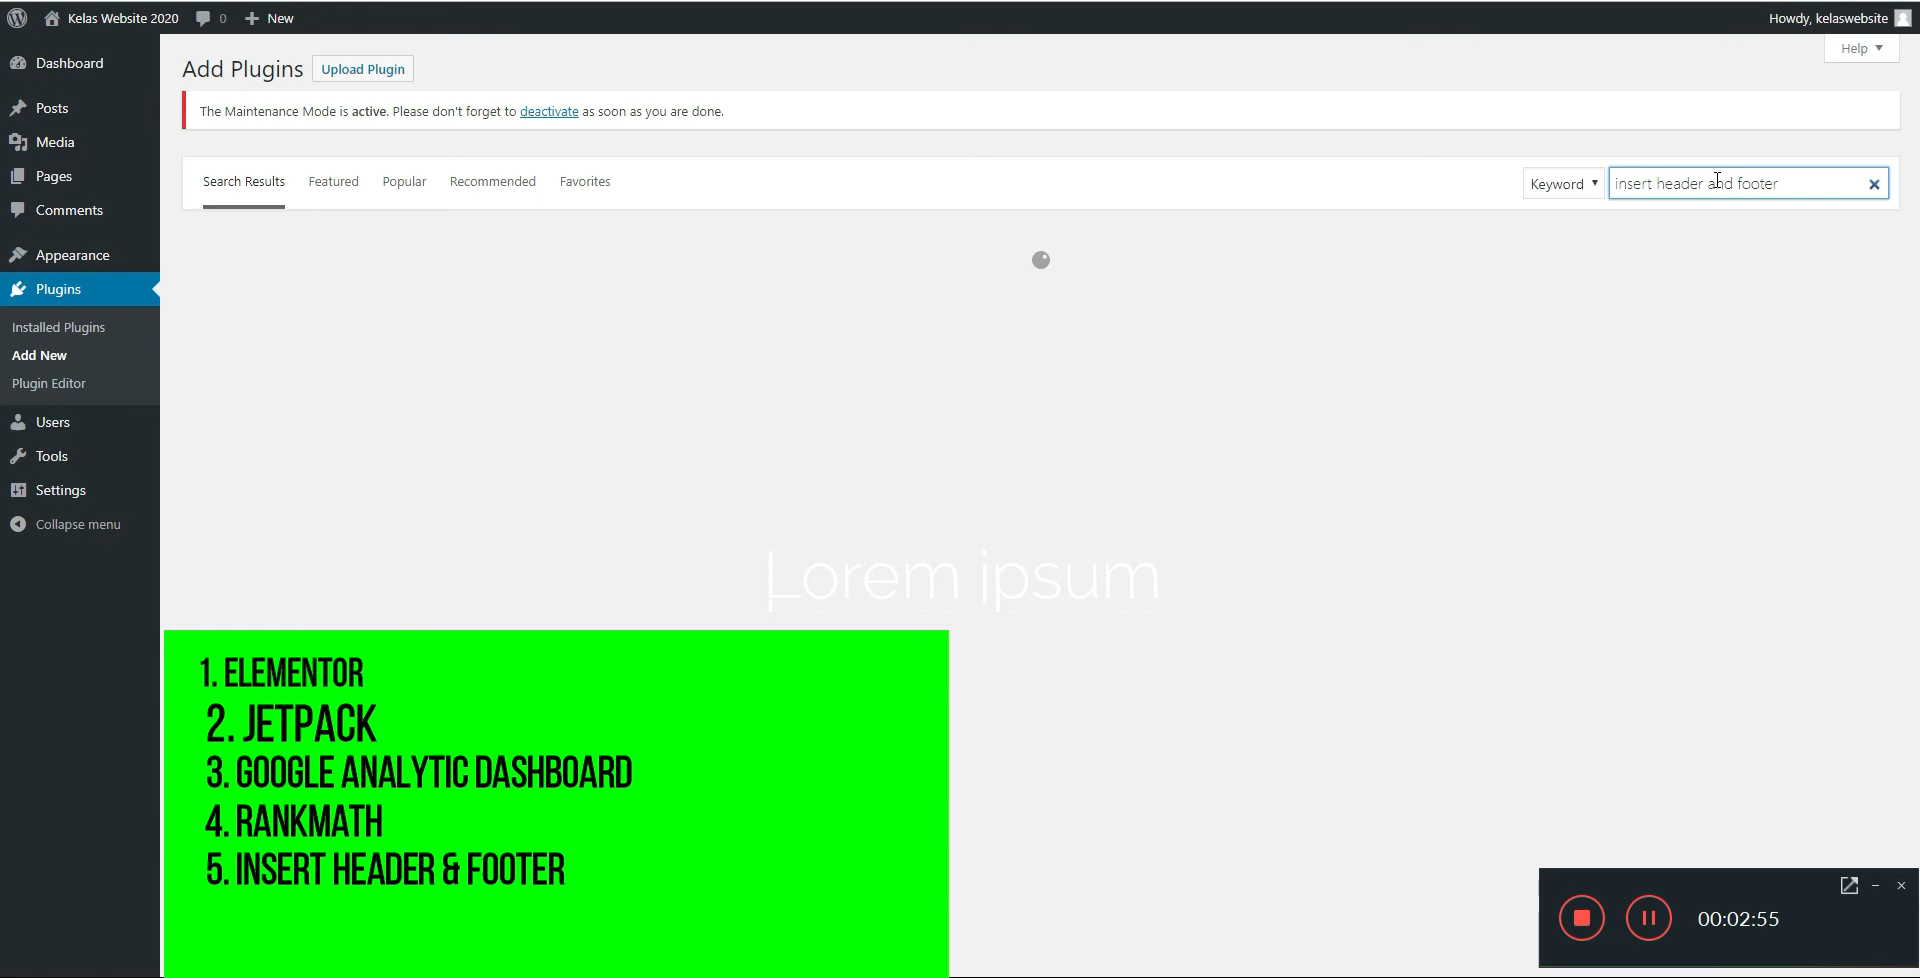 Kelas Website 2020 0 New Howdy, kelaswebsite
Help
Dashboard
Posts
Media
Pages
Comments
Appearance
Plugins
Installed Plugins
Add New
Plugin Editor
Users
Tools
Settings
Collapse menu
Add Plugins Upload Plugin
The Maintenance Mode is active. Please don't forget to deactivate as soon as you are done.
Search Results Featured Popular Recommended Favorites Keyword insert header and footer
Lorem ipsum
1. ELEMENTOR
2. JETPACK
3. GOOGLE ANALYTIC DASHBOARD
4. RANKMATH
5. INSERT HEADER & FOOTER
00:02:55